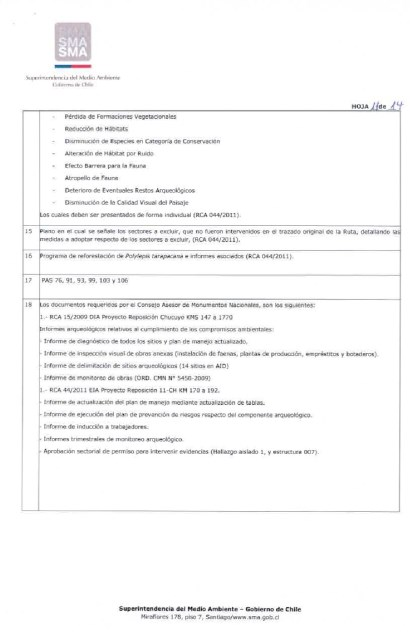 SMA
SMA
SMA
Superintendencia del Medio Ambiente
Gobierno de Chile
HOJA 11 de 14
- Pérdida de Formaciones Vegetacionales
- Reducción de Hábitats
- Disminución de Especies en Categoría de Conservación
- Alteración de Hábitat por Ruido
- Efecto Barrera para la Fauna
- Atropello de Fauna
- Deterioro de Eventuales Restos Arqueológicos
- Disminución de la Calidad Visual del Paisaje
Los cuales deben ser presentados de forma individual (RCA 044/2011).
15 Plano en el cual se señale los sectores a excluir, que no fueron intervenidos en el trazado original de la Ruta, detallando las
medidas a adoptar respecto de los sectores a excluir, (RCA 044/2011).
16 Programa de reforestación de Polylepis tarapacana e informes asociados (RCA 044/2011).
17 PAS 76, 91, 93, 99, 103 y 106
18 Los documentos requeridos por el Consejo Asesor de Monumentos Nacionales, son los siguientes:
1.- RCA 15/2009 DIA Proyecto Reposición Chucuyo KMS 147 a 1770
Informes arqueológicos relativos al cumplimiento de los compromisos ambientales:
- Informe de diagnóstico de todos los sitios y plan de manejo actualizado.
- Informe de inspección visual de obras anexas (instalación de faenas, plantas de producción, empréstitos y botaderos).
- Informe de delimitación de sitios arqueológicos (14 sitios en AID)
- Informe de monitoreo de obras (ORD. CMN N° 5450-2009)
1.- RCA 44/2011 EIA Proyecto Reposición 11-CH KM 170 a 192.
- Informe de actualización del plan de manejo mediante actualización de tablas.
- Informe de ejecución del plan de prevención de riesgos respecto del componente arqueológico.
- Informe de inducción a trabajadores.
- Informes trimestrales de monitoreo arqueológico.
- Aprobación sectorial de permiso para intervenir evidencias (Hallazgo aislado 1, y estructura 007).
Superintendencia del Medio Ambiente – Gobierno de Chile
Miraflores 178, piso 7, Santiago/www.sma.gob.cl